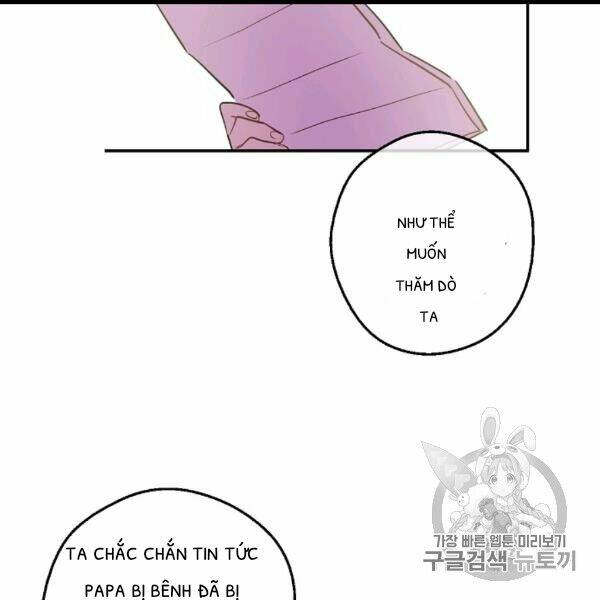 NHƯ THỂ
MUỐN
THĂM DÒ
TA
가장 빠른 웹툰 미리보기
구글검색 뉴토끼
TA CHẮC CHẮN TIN TỨC
PAPA BỊ BỆNH ĐÃ BỊ